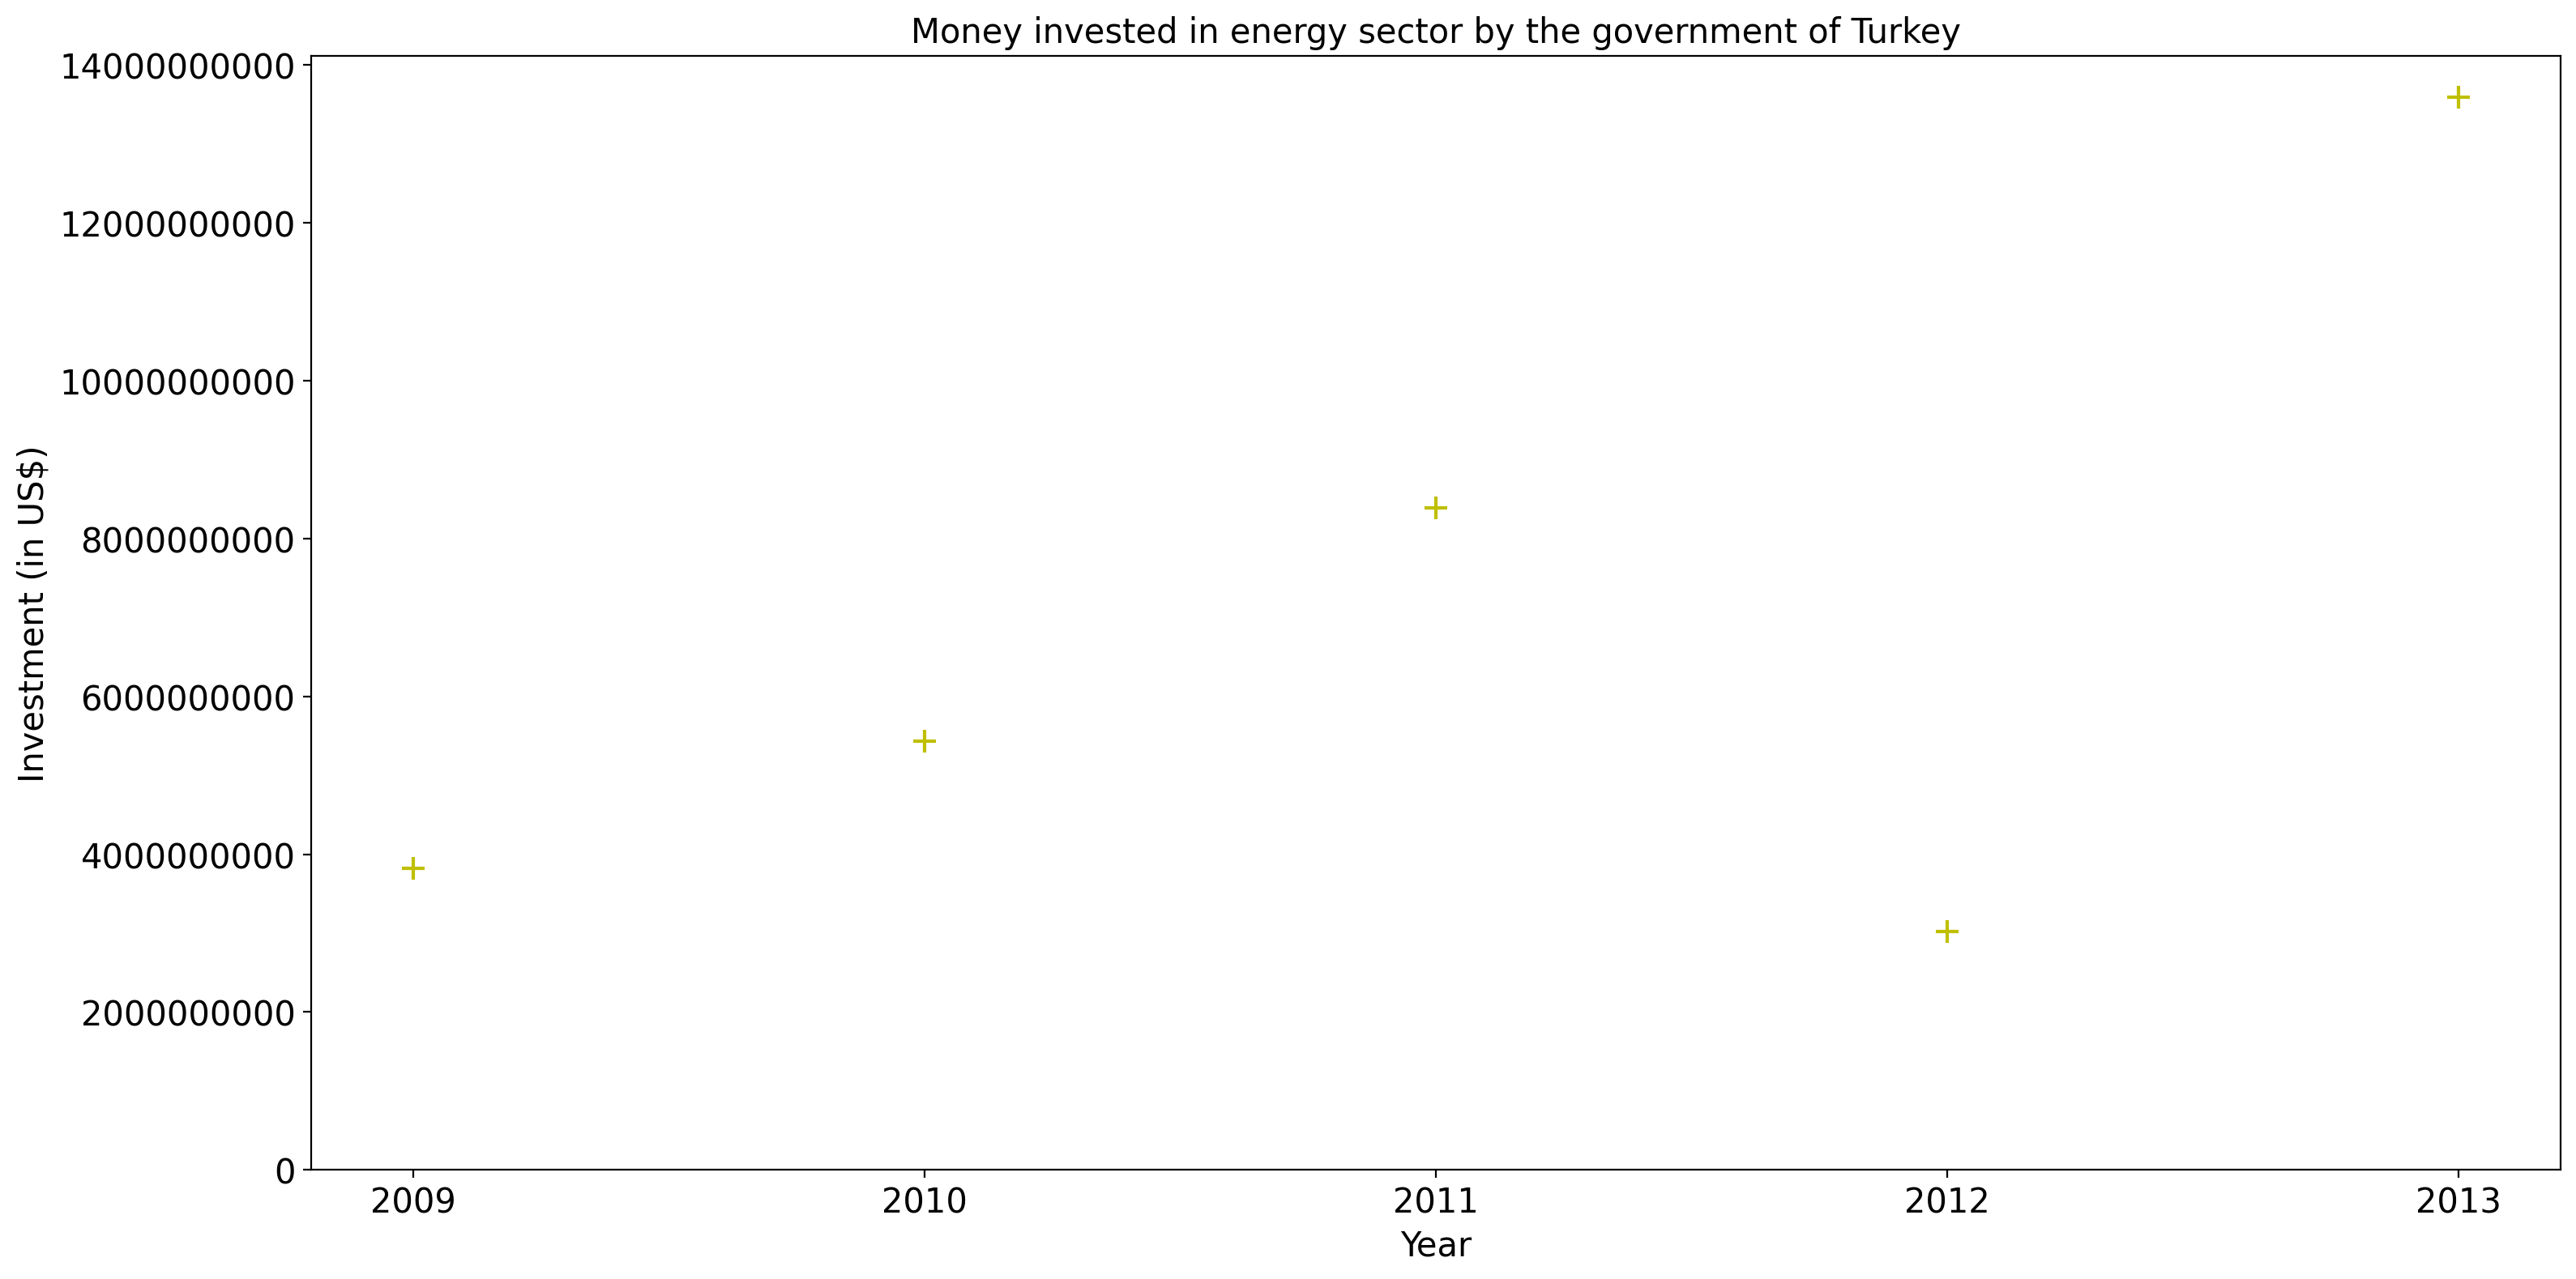 Money invested in energy sector by the government of Turkey
14000000000
12000000000
10000000000
8000000000
6000000000
4000000000
2000000000
0
Investment (in US$)
2009 2010 2011 2012 2013
Year